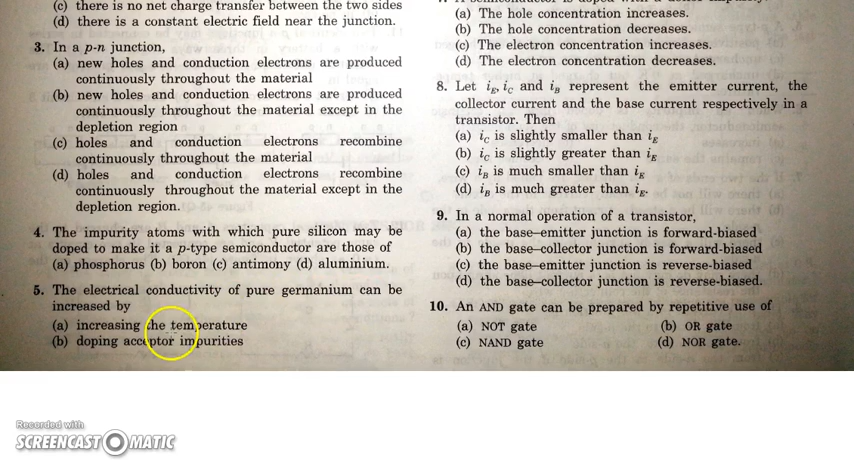 (c) there is no net charge transfer between the two sides
(d) there is a constant electric field near the junction.
3. In a p-n junction,
(a) new holes and conduction electrons are produced
continuously throughout the material
(b) new holes and conduction electrons are produced
continuously throughout the material except in the
depletion region
(c) holes and conduction electrons recombine
continuously throughout the material
(d) holes and conduction electrons recombine
continuously throughout the material except in the
depletion region.
4. The impurity atoms with which pure silicon may be
doped to make it a p-type semiconductor are those of
(a) phosphorus (b) boron (c) antimony (d) aluminium.
5. The electrical conductivity of pure germanium can be
increased by
(a) increasing the temperature
(b) doping acceptor impurities
(a) The hole concentration increases.
(b) The hole concentration decreases.
(c) The electron concentration increases.
(d) The electron concentration decreases.
8. Let iE, iC and iB represent the emitter current, the
collector current and the base current respectively in a
transistor. Then
(a) iC is slightly smaller than iE
(b) iC is slightly greater than iE
(c) iB is much smaller than iE
(d) iB is much greater than iE.
9. In a normal operation of a transistor,
(a) the base–emitter junction is forward-biased
(b) the base–collector junction is forward-biased
(c) the base–emitter junction is reverse-biased
(d) the base–collector junction is reverse-biased.
10. An AND gate can be prepared by repetitive use of
(a) NOT gate (b) OR gate
(c) NAND gate (d) NOR gate.
Recorded with
SCREENCAST-O-MATIC